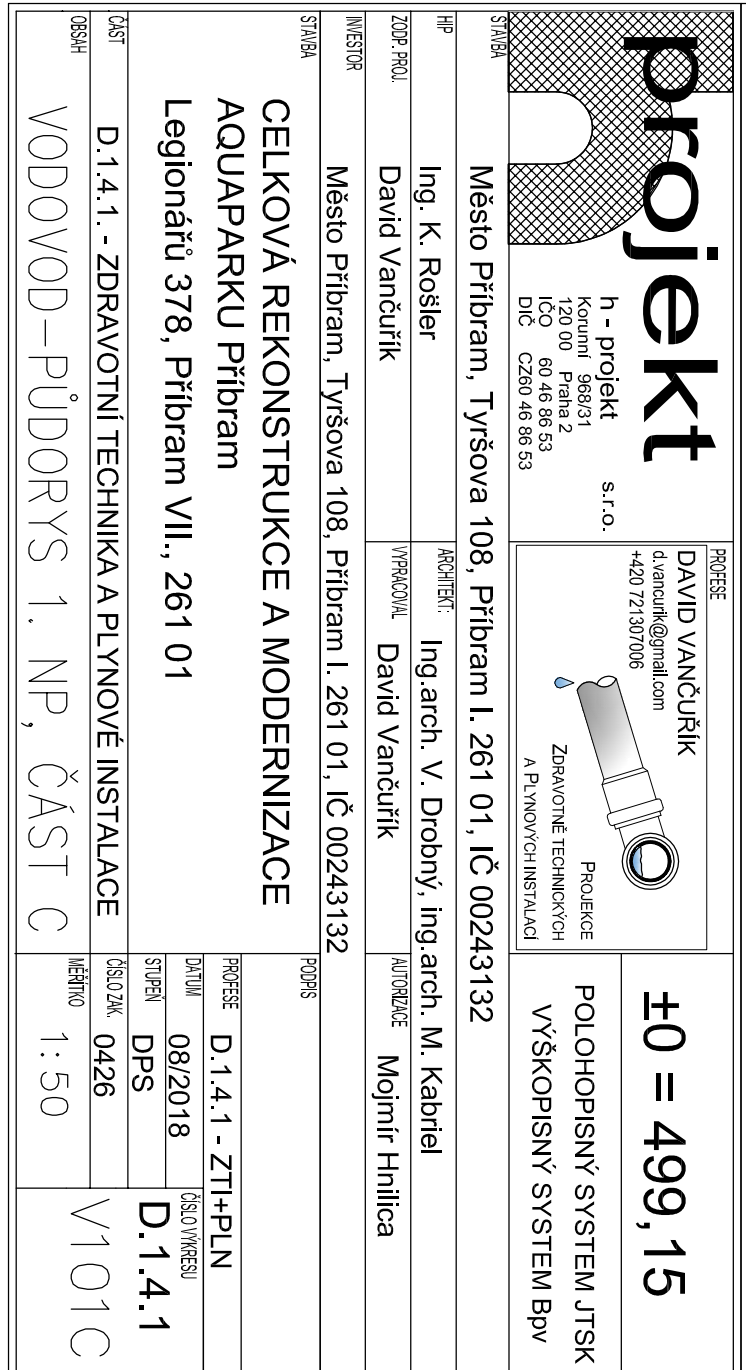 projekt
h - projekt s.r.o.
Korunní 968/31
120 00 Praha 2
IČO 60 46 86 53
DIČ CZ60 46 86 53
PROFESE
DAVID VANČUŘÍK
d.vancurik@gmail.com
+420 721307006
PROJEKCE
ZDRAVOTNĚ TECHNICKÝCH
A PLYNOVÝCH INSTALACÍ
±0 = 499,15
POLOHOPISNÝ SYSTEM JTSK
VÝŠKOPISNÝ SYSTEM Bpv
STAVBA Město Příbram, Tyršova 108, Příbram I. 261 01, IČ 00243132
HIP Ing. K. Rošler ARCHITEKT: Ing.arch. V. Drobný, ing.arch. M. Kabriel
ZODP. PROJ. David Vančuřík VYPRACOVAL David Vančuřík AUTORIZACE Mojmír Hnilica
INVESTOR Město Příbram, Tyršova 108, Příbram I. 261 01, IČ 00243132
STAVBA
CELKOVÁ REKONSTRUKCE A MODERNIZACE
AQUAPARKU Příbram
Legionářů 378, Příbram VII., 261 01
PODPIS
PROFESE D.1.4.1 - ZTI+PLN
DATUM 08/2018
STUPEŇ DPS
ČÍSLO VÝKRESU
D.1.4.1
V101C
ČÁST D.1.4.1. - ZDRAVOTNÍ TECHNIKA A PLYNOVÉ INSTALACE
ČÍSLO ZAK. 0426
OBSAH VODOVOD-PŮDORYS 1. NP, ČÁST C
MĚŘÍTKO 1:50